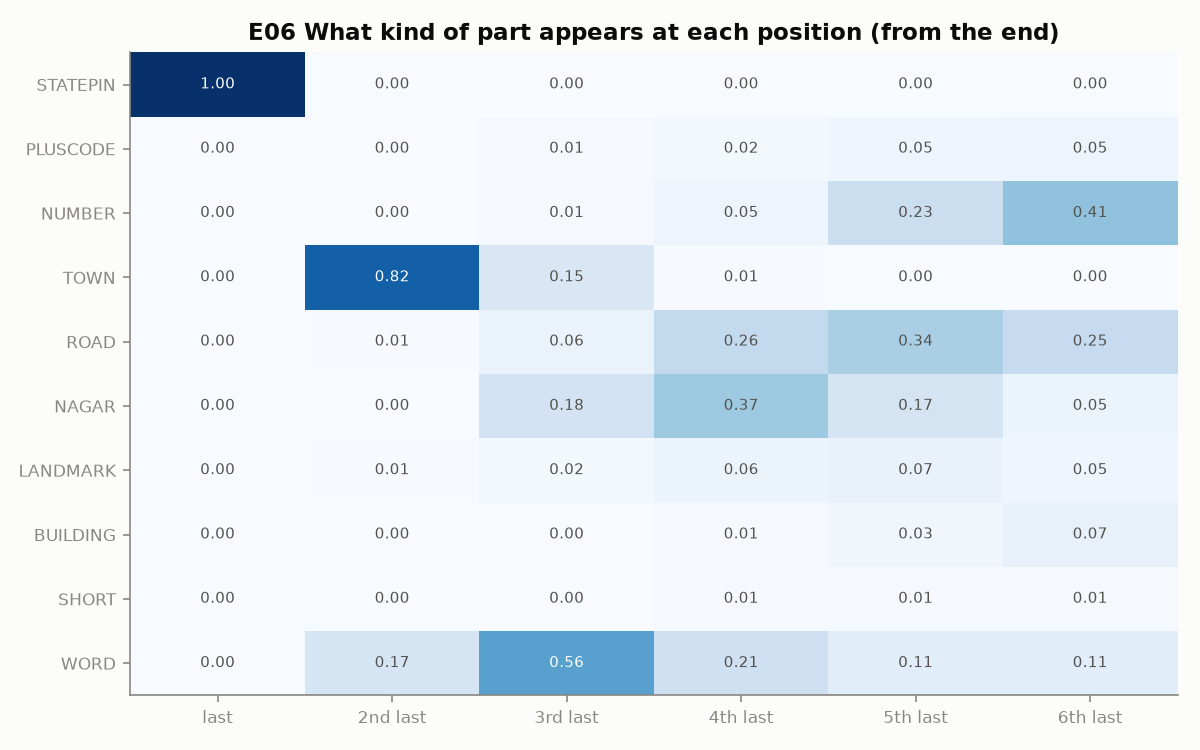 E06 What kind of part appears at each position (from the end)
STATEPIN 1.00 0.00 0.00 0.00 0.00 0.00
PLUSCODE 0.00 0.00 0.01 0.02 0.05 0.05
NUMBER 0.00 0.00 0.01 0.05 0.23 0.41
TOWN 0.00 0.82 0.15 0.01 0.00 0.00
ROAD 0.00 0.01 0.06 0.26 0.34 0.25
NAGAR 0.00 0.00 0.18 0.37 0.17 0.05
LANDMARK 0.00 0.01 0.02 0.06 0.07 0.05
BUILDING 0.00 0.00 0.00 0.01 0.03 0.07
SHORT 0.00 0.00 0.00 0.01 0.01 0.01
WORD 0.00 0.17 0.56 0.21 0.11 0.11
last 2nd last 3rd last 4th last 5th last 6th last